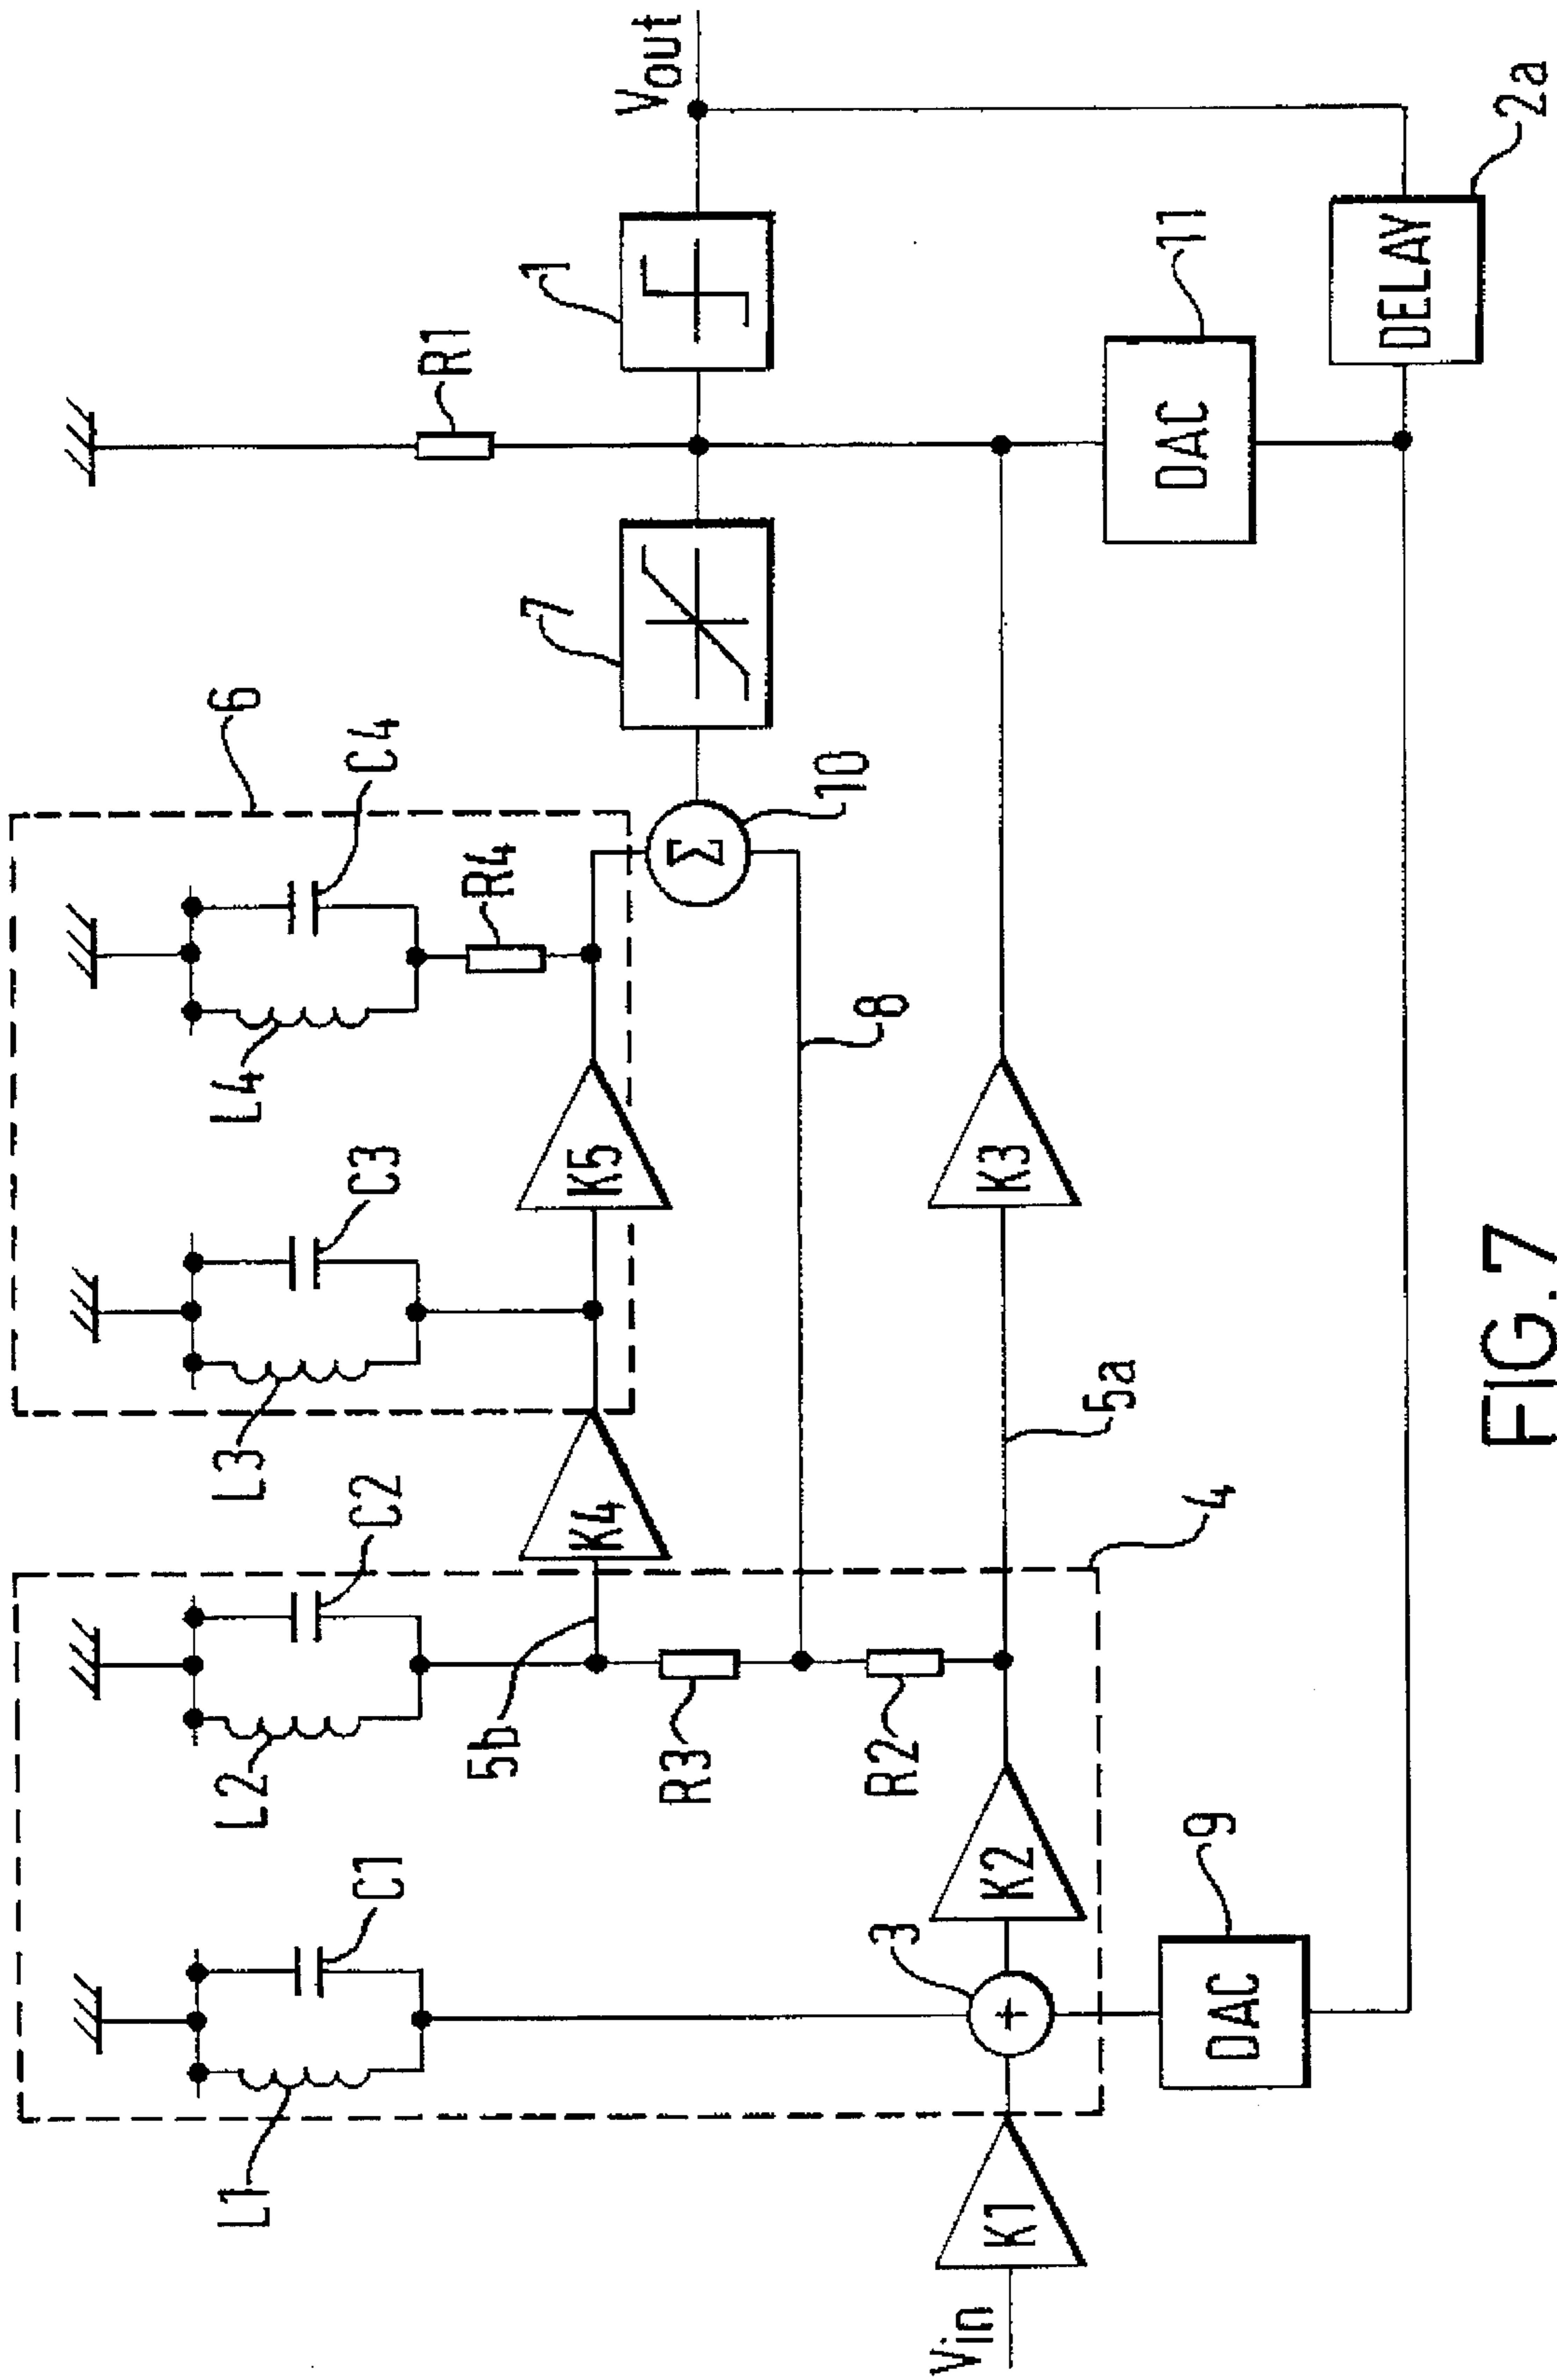 Vin
K1
L1
C1
3
K2
DAC
9
L2
C2
5b
R3
R2
4
5a
K4
L3
C3
K5
L4
C4
R4
6
8
K3
Σ
10
7
R1
1
DAC
11
DELAY
2a
Vout
+
FIG. 7